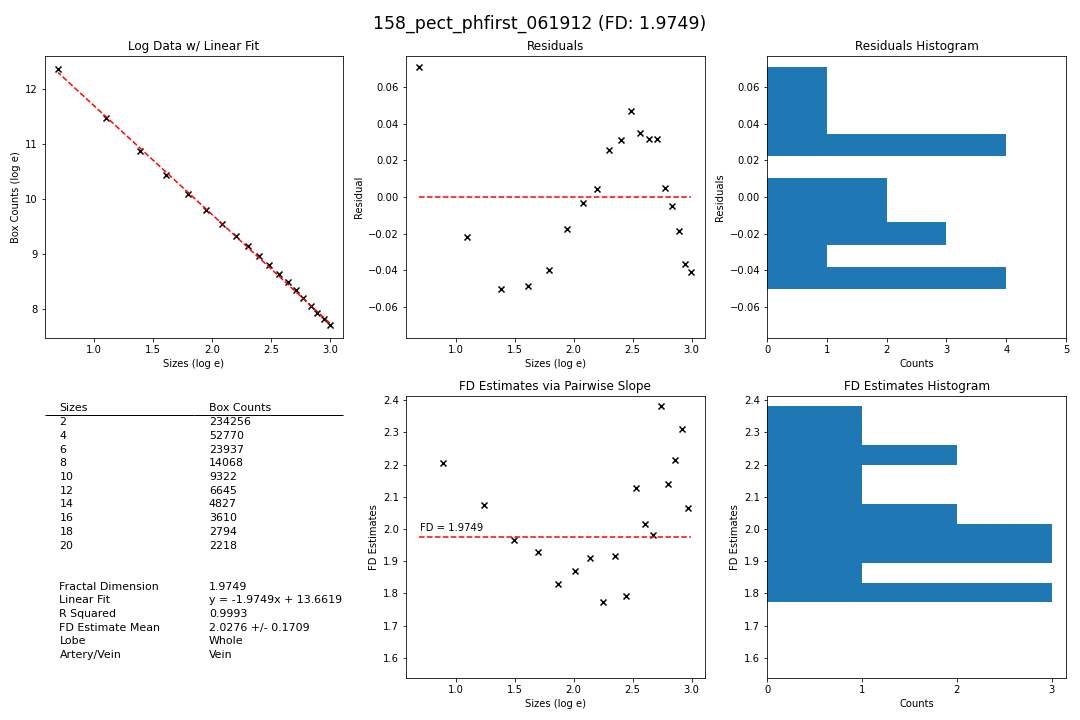 158_pect_phfirst_061912 (FD: 1.9749)
Log Data w/ Linear Fit
Box Counts (log e)
12
11
10
9
8
1.0 1.5 2.0 2.5 3.0
Sizes (log e)
Residuals
Residual
0.06
0.04
0.02
0.00
−0.02
−0.04
−0.06
1.0 1.5 2.0 2.5 3.0
Sizes (log e)
Residuals Histogram
Residuals
0.06
0.04
0.02
0.00
−0.02
−0.04
−0.06
0 1 2 3 4 5
Counts
Sizes Box Counts
2 234256
4 52770
6 23937
8 14068
10 9322
12 6645
14 4827
16 3610
18 2794
20 2218
Fractal Dimension 1.9749
Linear Fit y = -1.9749x + 13.6619
R Squared 0.9993
FD Estimate Mean 2.0276 +/- 0.1709
Lobe Whole
Artery/Vein Vein
FD Estimates via Pairwise Slope
FD Estimates
2.4
2.3
2.2
2.1
2.0
1.9
1.8
1.7
1.6
FD = 1.9749
1.0 1.5 2.0 2.5 3.0
Sizes (log e)
FD Estimates Histogram
FD Estimates
2.4
2.3
2.2
2.1
2.0
1.9
1.8
1.7
1.6
0 1 2 3
Counts